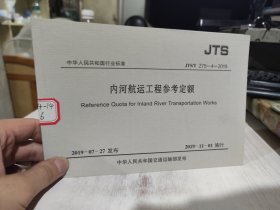 JTS
中华人民共和国行业标准
JTS/T 275—4—2019
内河航运工程参考定额
Reference Quota for Inland River Transportation Works
2019-07-27 发布
2019-11-01 施行
中华人民共和国交通运输部发布